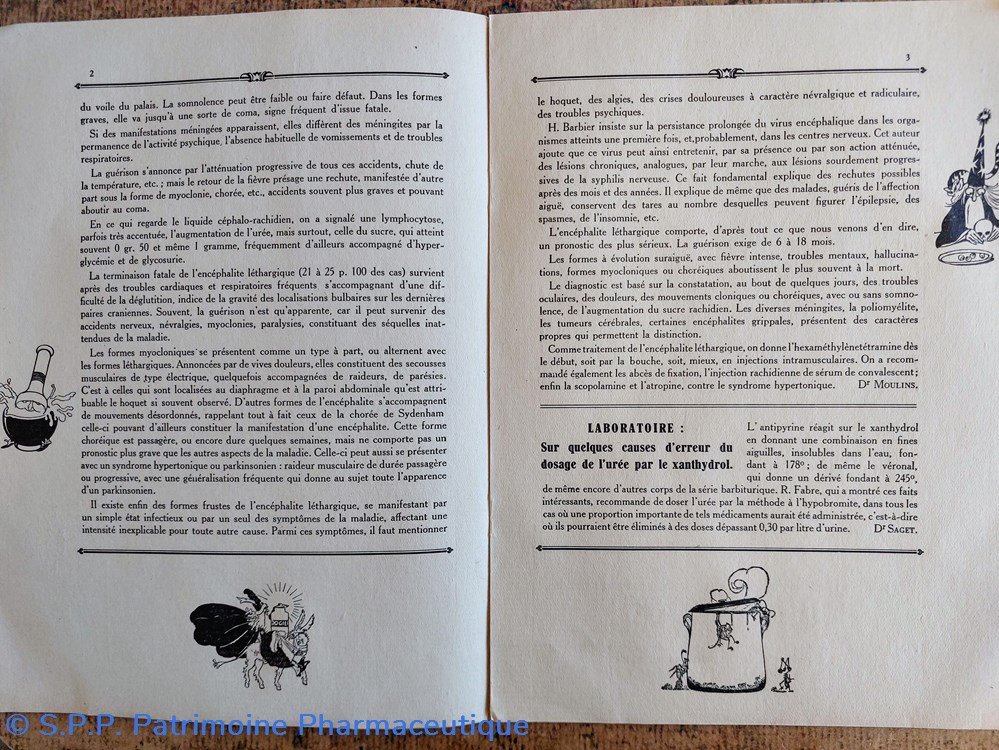 2
du voile du palais. La somnolence peut être faible ou faire défaut. Dans les formes
graves, elle va jusqu'à une sorte de coma, signe fréquent d'issue fatale.
Si des manifestations méningées apparaissent, elles diffèrent des méningites par la
permanence de l'activité psychique, l'absence habituelle de vomissements et de troubles
respiratoires.
La guérison s'annonce par l'atténuation progressive de tous ces accidents, chute de
la température, etc. ; mais le retour de la fièvre présage une rechute, manifestée d'autre
part sous la forme de myoclonie, chorée, etc., accidents souvent plus graves et pouvant
aboutir au coma.
En ce qui regarde le liquide céphalo-rachidien, on a signalé une lymphocytose,
parfois très accentuée, l'augmentation de l'urée, mais surtout, celle du sucre, qui atteint
souvent 0 gr. 50 et même 1 gramme, fréquemment d'ailleurs accompagné d'hyper-
glycémie et de glycosurie.
La terminaison fatale de l'encéphalite léthargique (21 à 25 p. 100 des cas) survient
après des troubles cardiaques et respiratoires fréquents s'accompagnant d'une dif-
ficulté de la déglutition, indice de la gravité des localisations bulbaires sur les dernières
paires craniennes. Souvent, la guérison n'est qu'apparente, car il peut survenir des
accidents nerveux, névralgies, myoclonies, paralysies, constituant des séquelles inat-
tendues de la maladie.
Les formes myocloniques se présentent comme un type à part, ou alternent avec
les formes léthargiques. Annoncées par de vives douleurs, elles constituent des secousses
musculaires de type électrique, quelquefois accompagnées de raideurs, de parésies.
C'est à celles qui sont localisées au diaphragme et à la paroi abdominale qu'est attri-
buable le hoquet si souvent observé. D'autres formes de l'encéphalite s'accompagnent
de mouvements désordonnés, rappelant tout à fait ceux de la chorée de Sydenham
celle-ci pouvant d'ailleurs constituer la manifestation d'une encéphalite. Cette forme
choréique est passagère, ou encore dure quelques semaines, mais ne comporte pas un
pronostic plus grave que les autres aspects de la maladie. Celle-ci peut aussi se présenter
avec un syndrome hypertonique ou parkinsonien : raideur musculaire de durée passagère
ou progressive, avec une généralisation fréquente qui donne au sujet toute l'apparence
d'un parkinsonien.
Il existe enfin des formes frustes de l'encéphalite léthargique, se manifestant par
un simple état infectieux ou par un seul des symptômes de la maladie, affectant une
intensité inexplicable pour toute autre cause. Parmi ces symptômes, il faut mentionner
3
le hoquet, des algies, des crises douloureuses à caractère névralgique et radiculaire,
des troubles psychiques.
H. Barbier insiste sur la persistance prolongée du virus encéphalique dans les orga-
nismes atteints une première fois, et,probablement, dans les centres nerveux. Cet auteur
ajoute que ce virus peut ainsi entretenir, par sa présence ou par son action atténuée,
des lésions chroniques, analogues, par leur marche, aux lésions sourdement progres-
sives de la syphilis nerveuse. Ce fait fondamental explique des rechutes possibles
après des mois et des années. Il explique de même que des malades, guéris de l'affection
aiguë, conservent des tares au nombre desquelles peuvent figurer l'épilepsie, des
spasmes, de l'insomnie, etc.
L'encéphalite léthargique comporte, d'après tout ce que nous venons d'en dire,
un pronostic des plus sérieux. La guérison exige de 6 à 18 mois.
Les formes à évolution suraiguë, avec fièvre intense, troubles mentaux, hallucina-
tions, formes myocloniques ou choréiques aboutissent le plus souvent à la mort.
Le diagnostic est basé sur la constatation, au bout de quelques jours, des troubles
oculaires, des douleurs, des mouvements cloniques ou choréiques, avec ou sans somno-
lence, de l'augmentation du sucre rachidien. Les diverses méningites, la poliomyélite,
les tumeurs cérébrales, certaines encéphalites grippales, présentent des caractères
propres qui permettent la distinction.
Comme traitement de l'encéphalite léthargique, on donne l'hexaméthylènetétramine dès
le début, soit par la bouche, soit, mieux, en injections intramusculaires. On a recom-
mandé également les abcès de fixation, l'injection rachidienne de sérum de convalescent ;
enfin la scopolamine et l'atropine, contre le syndrome hypertonique. Dr MOULINS.
LABORATOIRE :
Sur quelques causes d'erreur du
dosage de l'urée par le xanthydrol.
L'antipyrine réagit sur le xanthydrol
en donnant une combinaison en fines
aiguilles, insolubles dans l'eau, fon-
dant à 178° ; de même le véronal,
qui donne un dérivé fondant à 245°,
de même encore d'autres corps de la série barbiturique. R. Fabre, qui a montré ces faits
intéressants, recommande de doser l'urée par la méthode à l'hypobromite, dans tous les
cas où une proportion importante de tels médicaments aurait été administrée, c'est-à-dire
où ils pourraient être éliminés à des doses dépassant 0,30 par litre d'urine. Dr SAGET.
© S.P.P. Patrimoine Pharmaceutique